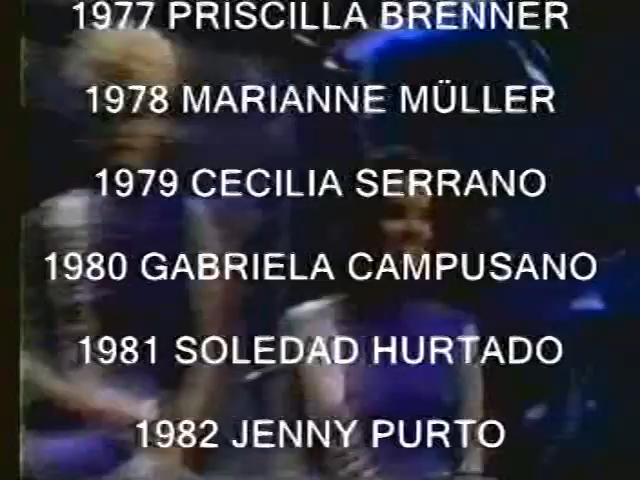 1977 PRISCILLA BRENNER
1978 MARIANNE MÜLLER
1979 CECILIA SERRANO
1980 GABRIELA CAMPUSANO
1981 SOLEDAD HURTADO
1982 JENNY PURTO